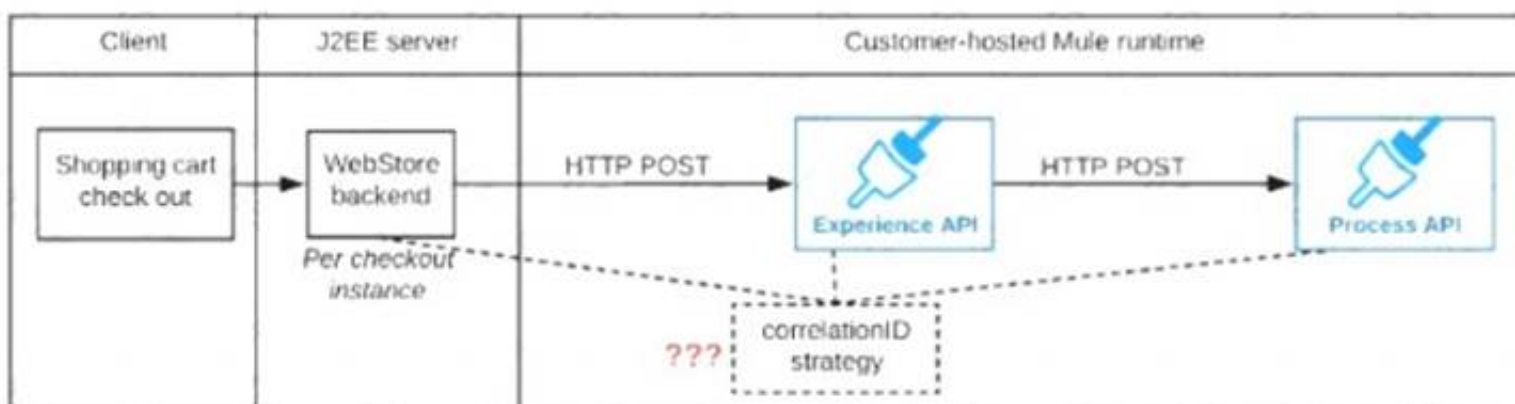 Client
J2EE server
Customer-hosted Mule runtime
Shopping cart
check out
WebStore
backend
Per checkout
instance
HTTP POST
Experience API
HTTP POST
Process API
???
correlationID
strategy